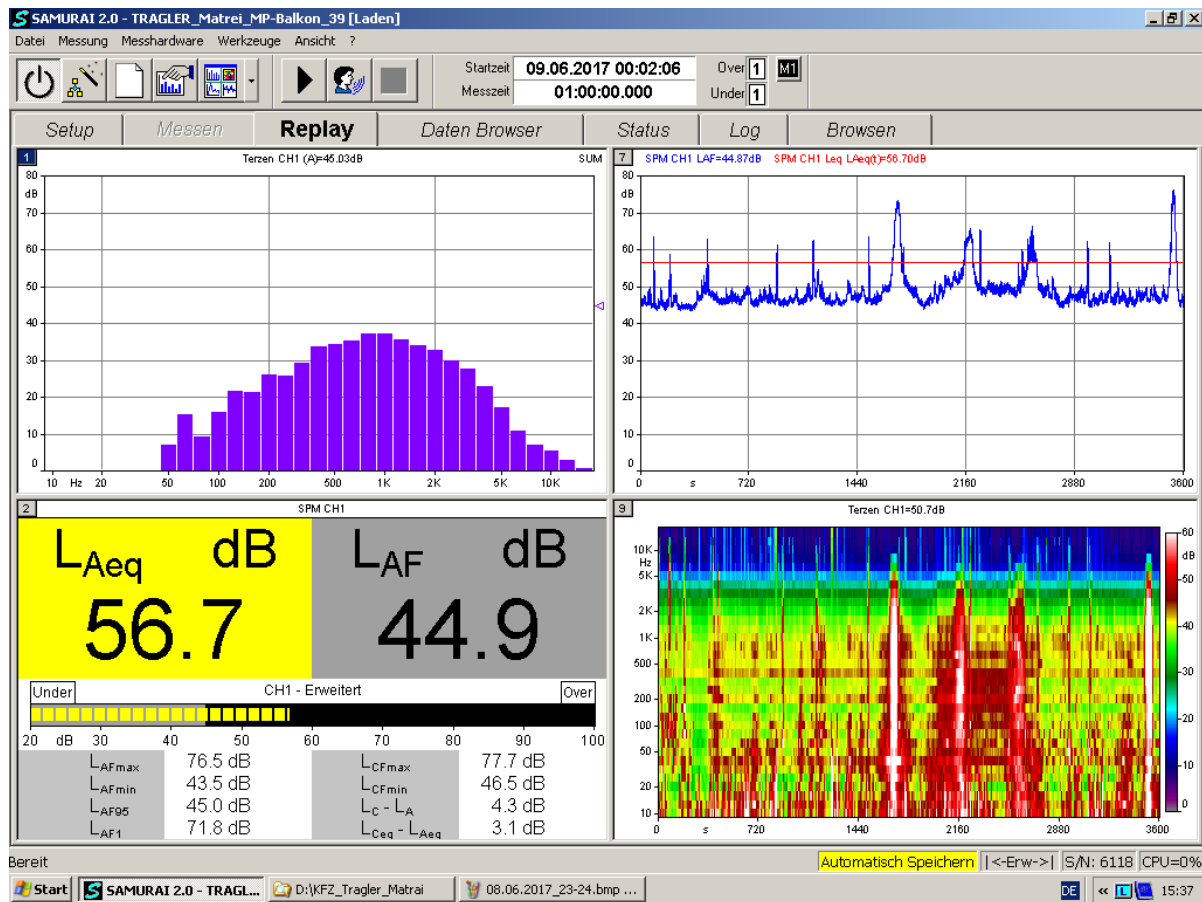 SAMURAI 2.0 - TRAGLER_Matrei_MP-Balkon_39 [Laden]
Datei Messung Messhardware Werkzeuge Ansicht ?
Startzeit 09.06.2017 00:02:06 Over 1 M1
Messzeit 01:00:00.000 Under 1
Setup Messen Replay Daten Browser Status Log Browsen
1 Terzen CH1 (A)=45.03dB SUM
80
dB
70
60
50
40
30
20
10
0
10 Hz 20 50 100 200 500 1K 2K 5K 10K
7 SPM CH1 LAF=44.87dB SPM CH1 Leq LAeq(t)=56.70dB
80
dB
70
60
50
40
30
20
10
0
0 s 720 1440 2160 2880 3600
2 SPM CH1
LAeq dB LAF dB
56.7 44.9
Under CH1 - Erweitert Over
20 dB 30 40 50 60 70 80 90 100
LAFmax 76.5 dB LCFmax 77.7 dB
LAFmin 43.5 dB LCFmin 46.5 dB
LAF95 45.0 dB LC - LA 4.3 dB
LAF1 71.8 dB LCeq - LAeq 3.1 dB
9 Terzen CH1=50.7dB
10K
Hz
5K
2K
1K
500
200
100
50
20
10
0 s 720 1440 2160 2880 3600
60
dB
50
40
30
20
10
0
Bereit Automatisch Speichern |<-Erw->| S/N: 6118 CPU=0%
Start SAMURAI 2.0 - TRAGL... D:\KFZ_Tragler_Matrai 08.06.2017_23-24.bmp ... DE « L 15:37